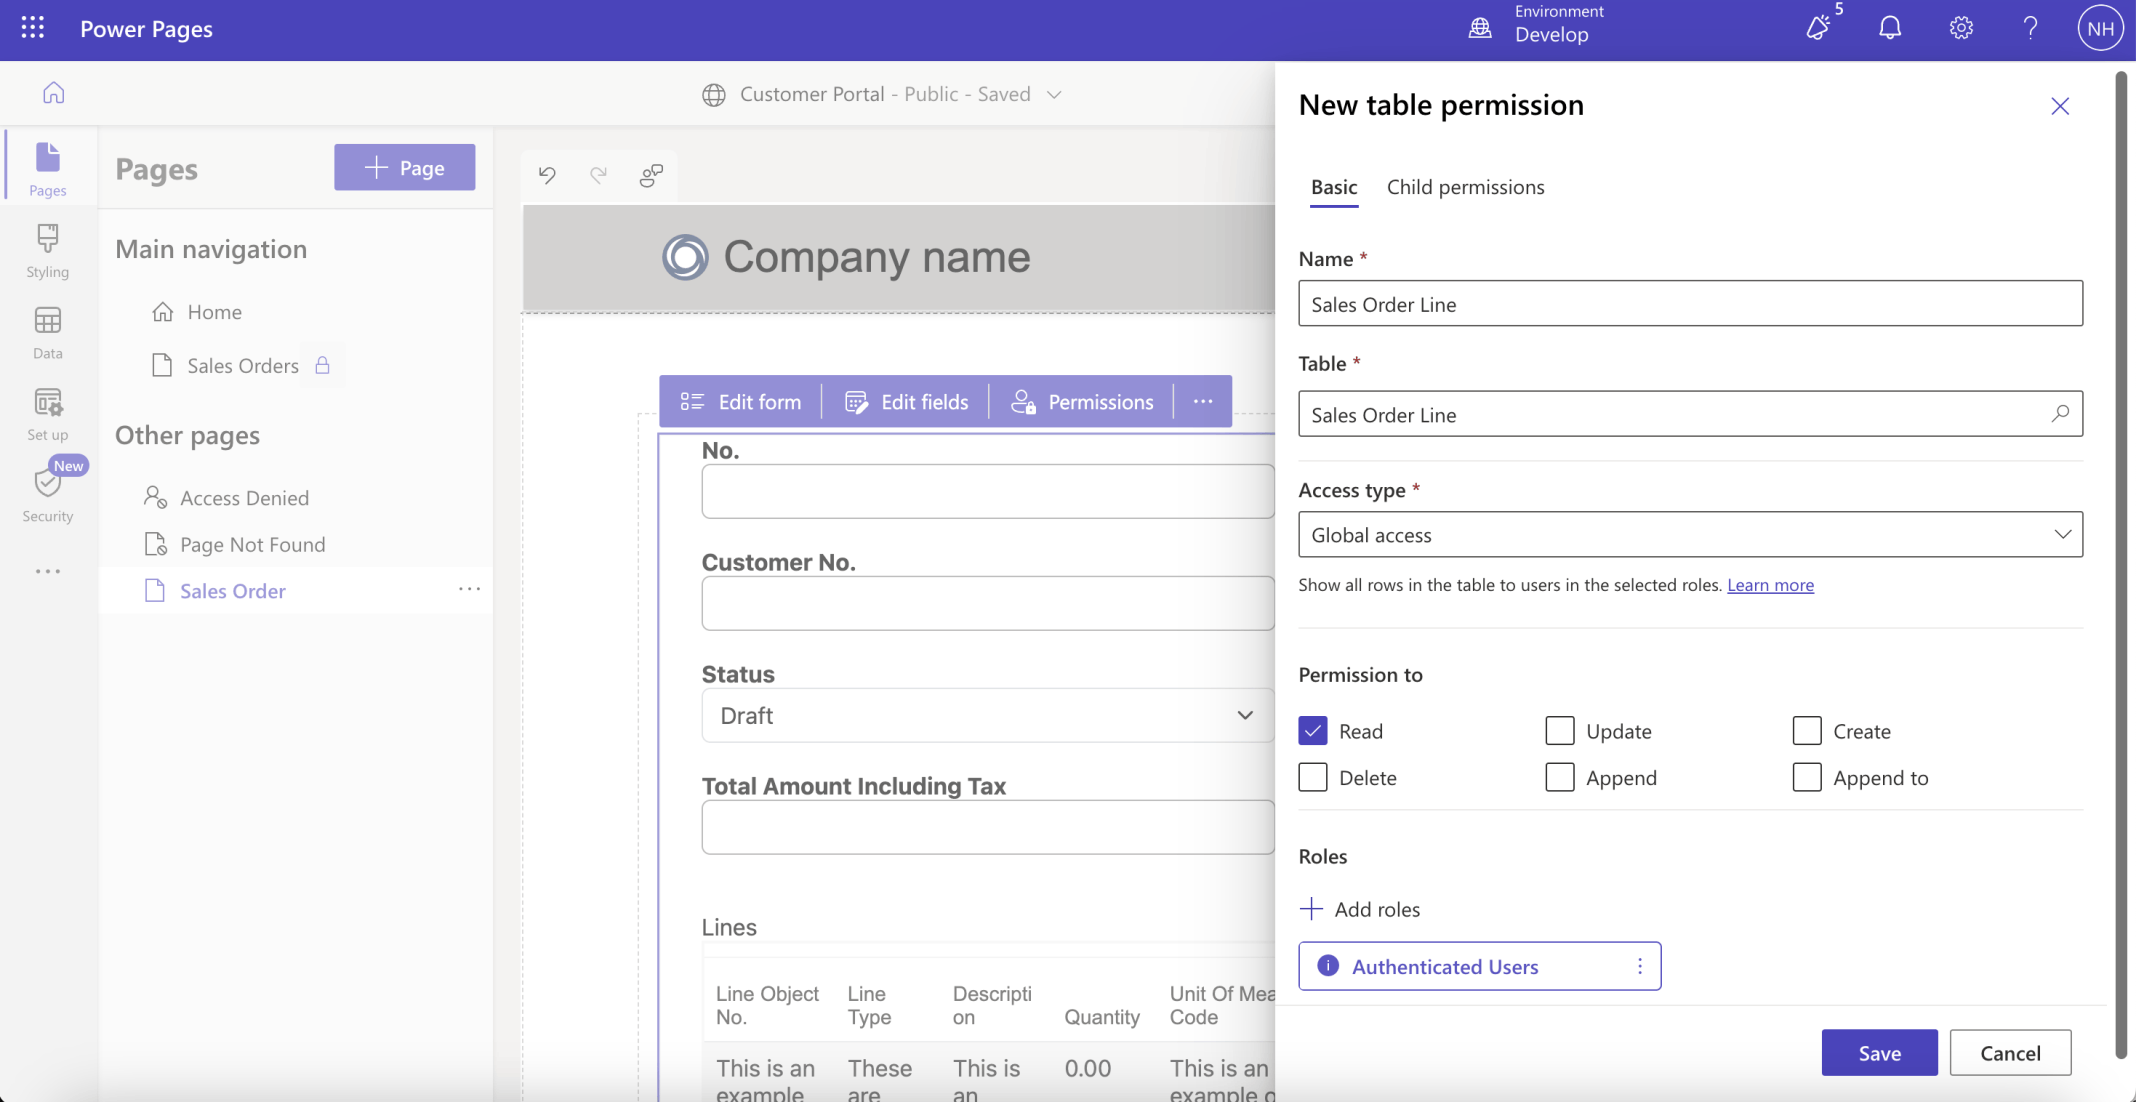 Power Pages
Environment
Develop
5
NH
Customer Portal - Public - Saved
Pages
Styling
Data
Set up
New
Security
Pages
Page
Main navigation
Home
Sales Orders
Other pages
Access Denied
Page Not Found
Sales Order
Company name
Edit form
Edit fields
Permissions
No.
Customer No.
Status
Draft
Total Amount Including Tax
Lines
Line Object
No.
Line
Type
Descripti
on
Quantity
Unit Of Mea
Code
This is an
example
These
are
This is
an
0.00
This is an
example o
New table permission
Basic
Child permissions
Name *
Sales Order Line
Table *
Sales Order Line
Access type *
Global access
Show all rows in the table to users in the selected roles. Learn more
Permission to
Read
Update
Create
Delete
Append
Append to
Roles
Add roles
Authenticated Users
Save
Cancel